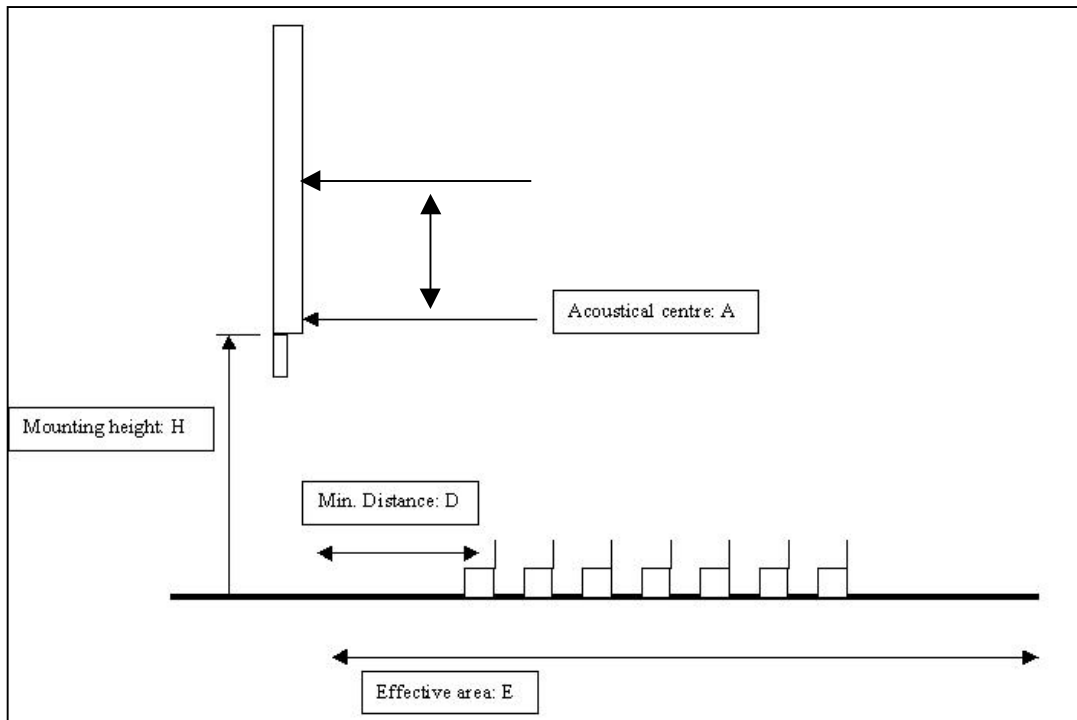 Acoustical centre: A
Mounting height: H
Min. Distance: D
Effective area: E